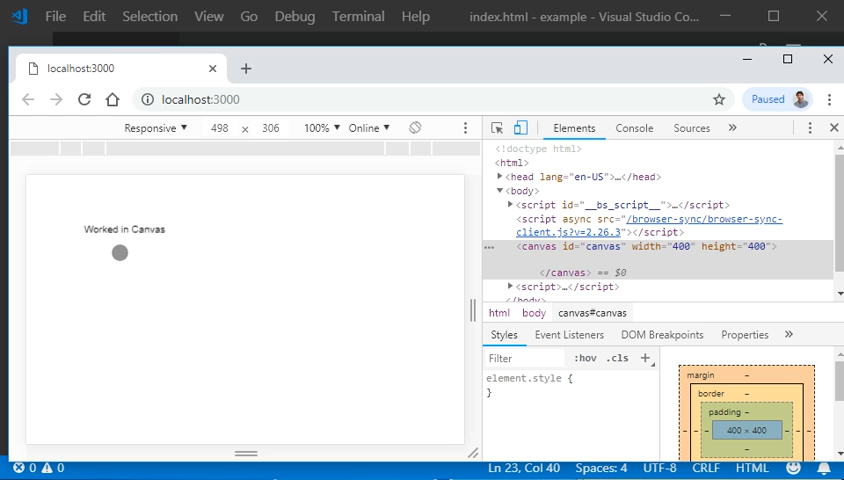 File Edit Selection View Go Debug Terminal Help index.html - example - Visual Studio Co...
localhost:3000
localhost:3000 Paused
Responsive 498 x 306 100% Online Elements Console Sources »
<!doctype html>
<html>
<head lang="en-US">…</head>
<body>
<script id="__bs_script__">…</script>
<script async src="/browser-sync/browser-sync-
client.js?v=2.26.3"></script>
... <canvas id="canvas" width="400" height="400">
</canvas> == $0
<script>…</script>
</body>
Worked in Canvas
html body canvas#canvas
Styles Event Listeners DOM Breakpoints Properties »
Filter :hov .cls +
element.style {
}
margin –
border –
padding –
– – – 400 × 400 – – –
–
0 0 Ln 23, Col 40 Spaces: 4 UTF-8 CRLF HTML